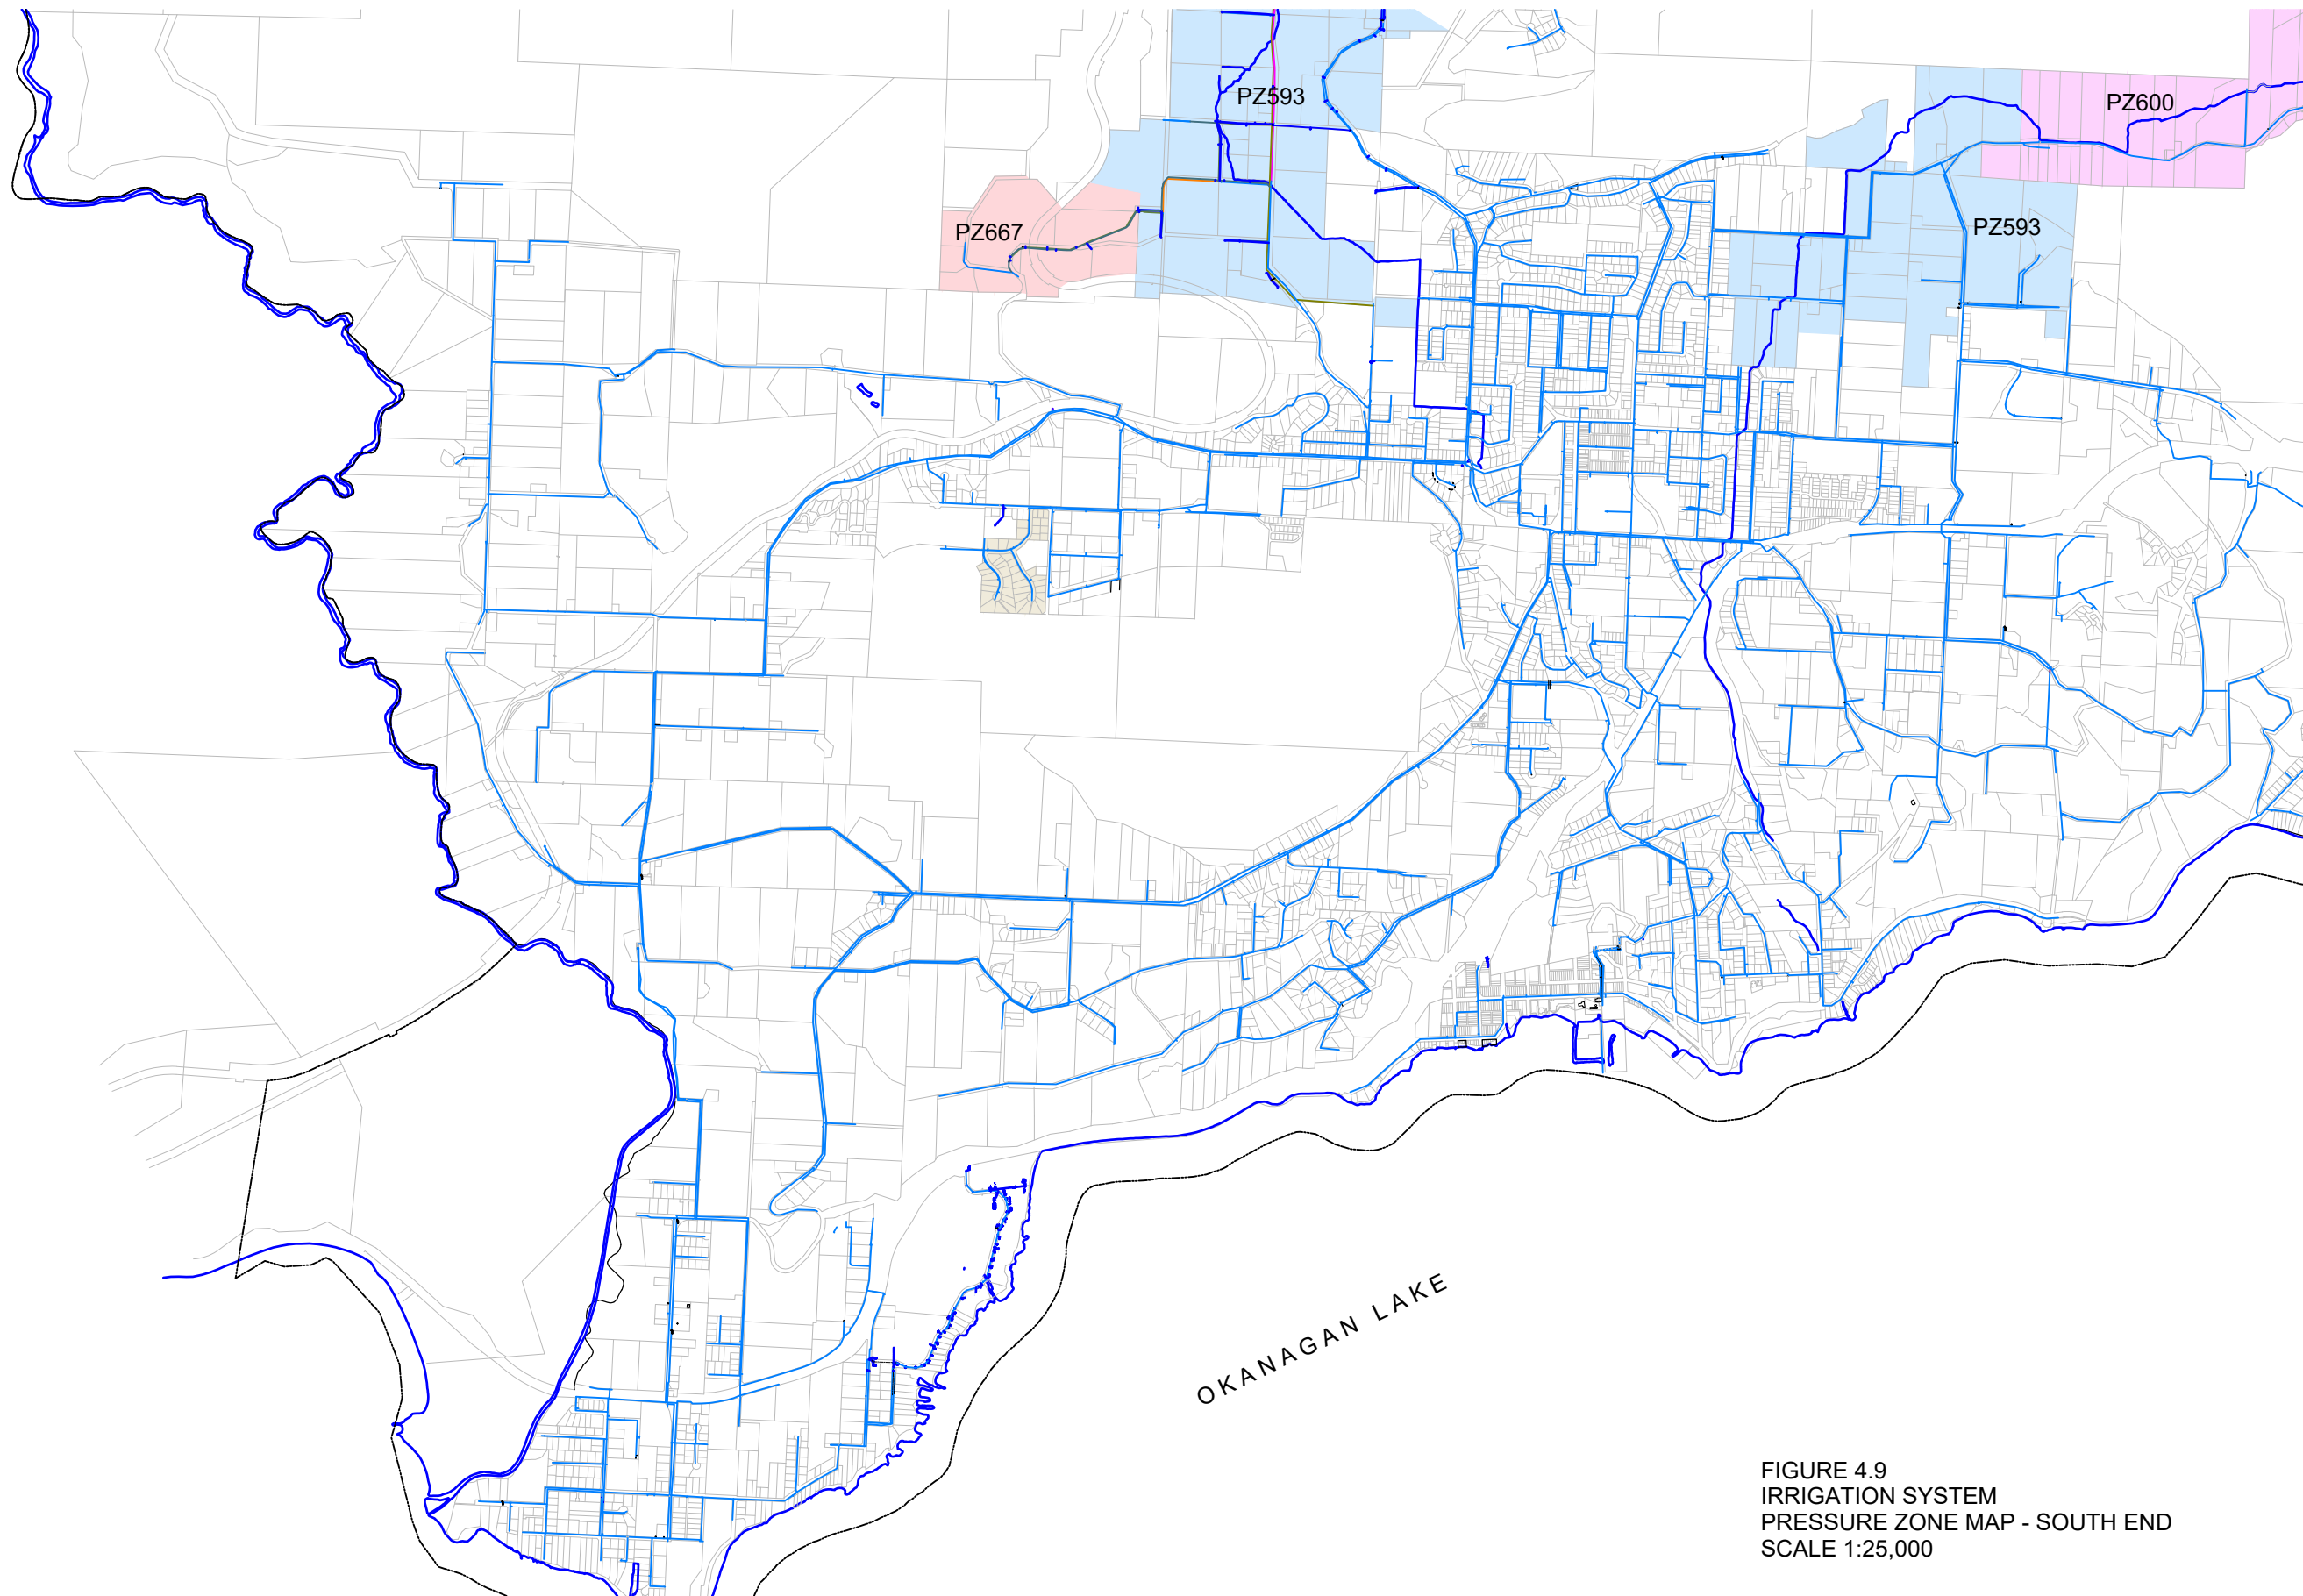 PZ593
PZ600
PZ667
PZ593
OKANAGAN LAKE
FIGURE 4.9
IRRIGATION SYSTEM
PRESSURE ZONE MAP - SOUTH END
SCALE 1:25,000